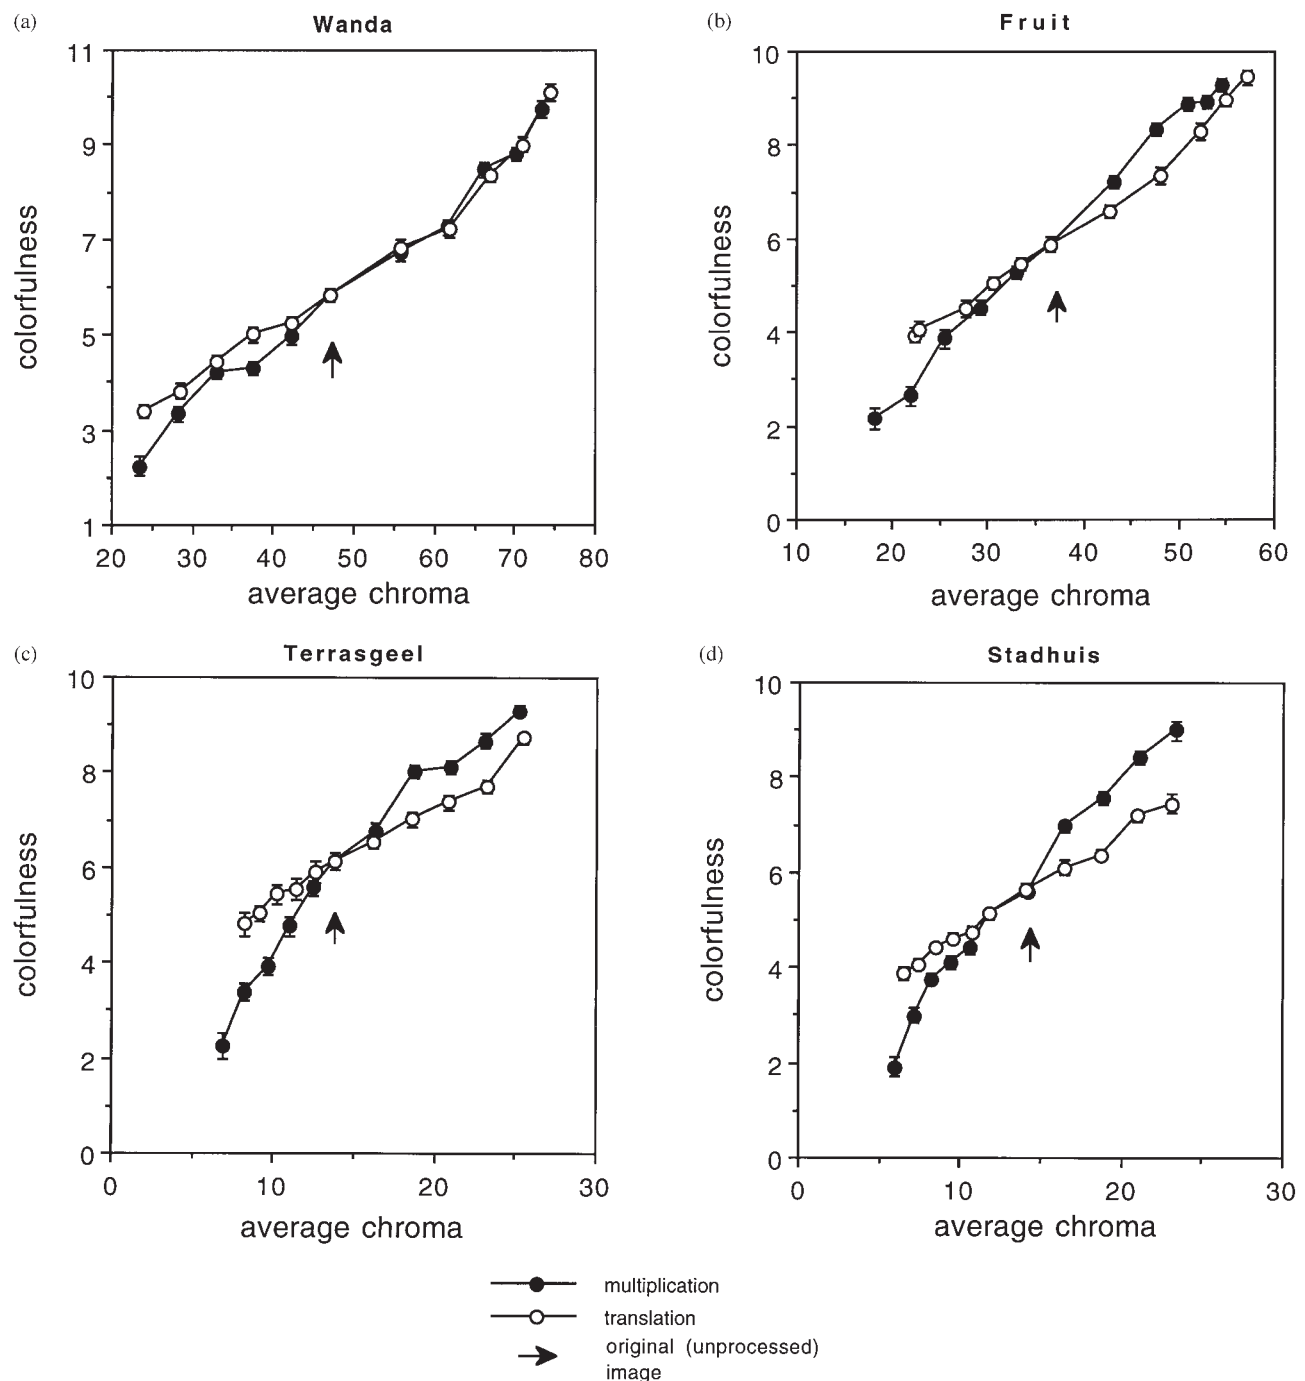 (a)
Wanda
11
9
7
5
3
1
20 30 40 50 60 70 80
colorfulness
average chroma
(b)
Fruit
10
8
6
4
2
0
10 20 30 40 50 60
colorfulness
average chroma
(c)
Terrasgeel
10
8
6
4
2
0
0 10 20 30
colorfulness
average chroma
(d)
Stadhuis
10
8
6
4
2
0
0 10 20 30
colorfulness
average chroma
multiplication
translation
original (unprocessed)
image